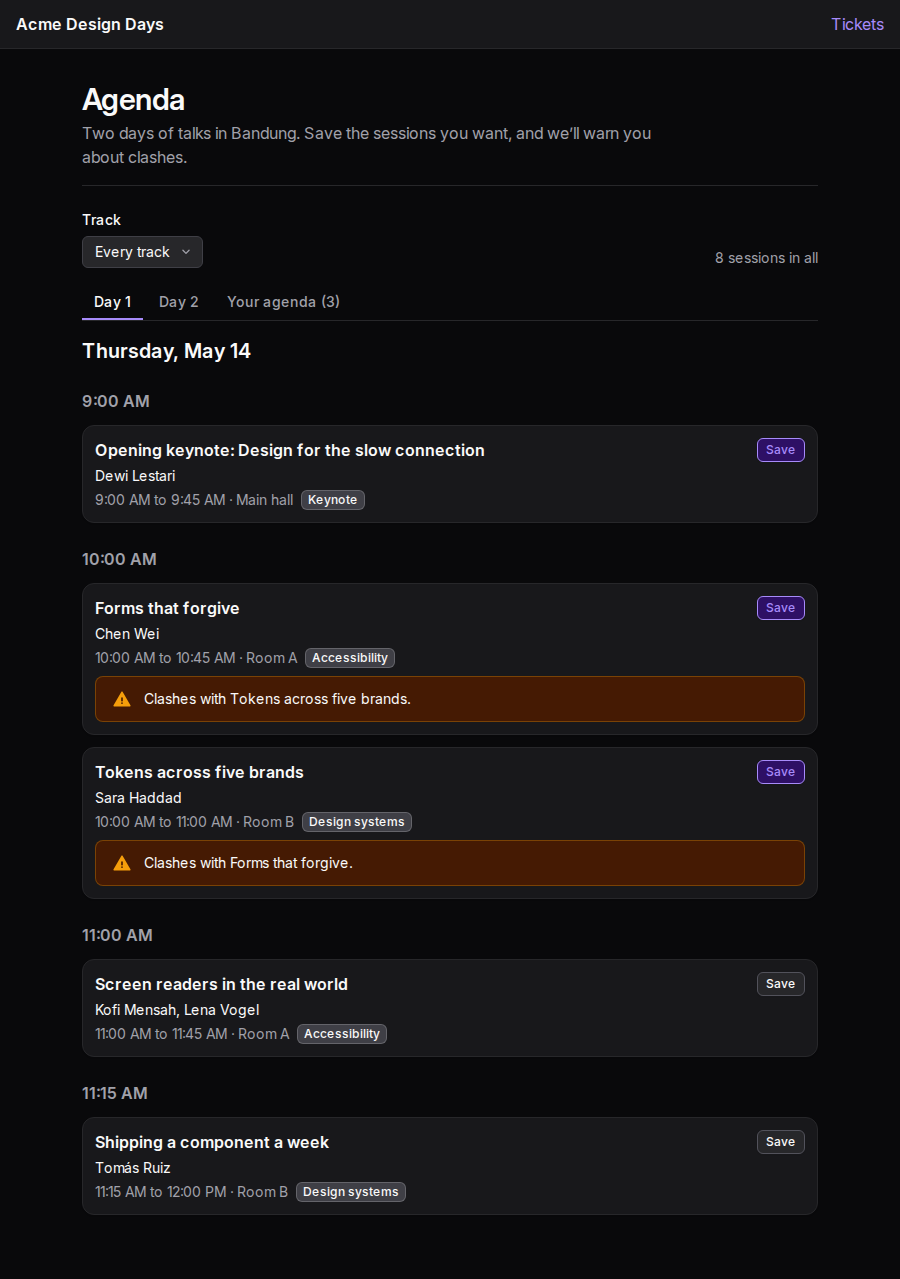 Acme Design Days
Tickets
Agenda
Two days of talks in Bandung. Save the sessions you want, and we’ll warn you
about clashes.
Track
Every track
8 sessions in all
Day 1
Day 2
Your agenda (3)
Thursday, May 14
9:00 AM
Opening keynote: Design for the slow connection
Save
Dewi Lestari
9:00 AM to 9:45 AM · Main hall
Keynote
10:00 AM
Forms that forgive
Save
Chen Wei
10:00 AM to 10:45 AM · Room A
Accessibility
Clashes with Tokens across five brands.
Tokens across five brands
Save
Sara Haddad
10:00 AM to 11:00 AM · Room B
Design systems
Clashes with Forms that forgive.
11:00 AM
Screen readers in the real world
Save
Kofi Mensah, Lena Vogel
11:00 AM to 11:45 AM · Room A
Accessibility
11:15 AM
Shipping a component a week
Save
Tomás Ruiz
11:15 AM to 12:00 PM · Room B
Design systems